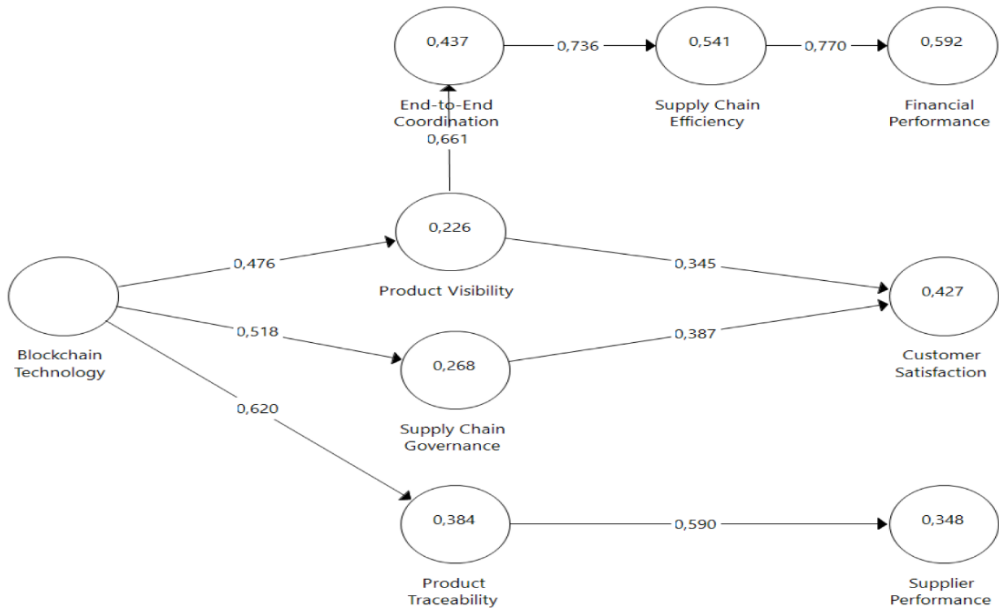 0,437
0,736
0,541
0,770
0,592
End-to-End
Coordination
Supply Chain
Efficiency
Financial
Performance
0,661
0,226
Product Visibility
0,476
0,345
Blockchain
Technology
0,518
0,387
0,427
Customer
Satisfaction
0,268
Supply Chain
Governance
0,620
0,384
Product
Traceability
0,590
0,348
Supplier
Performance